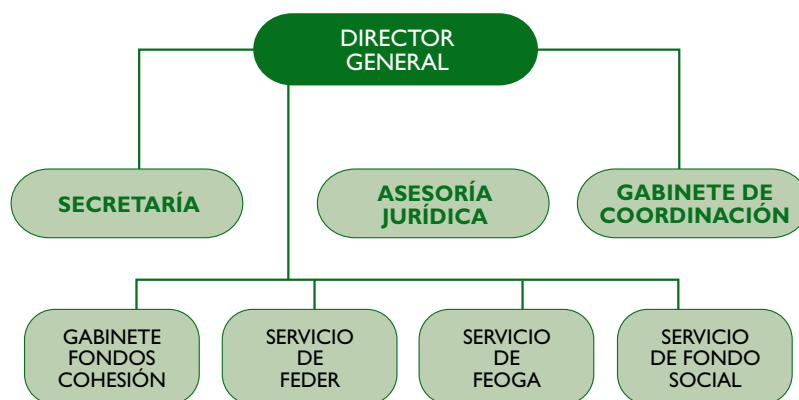 DIRECTOR
GENERAL
SECRETARÍA
ASESORÍA
JURÍDICA
GABINETE DE
COORDINACIÓN
GABINETE
FONDOS
COHESIÓN
SERVICIO
DE
FEDER
SERVICIO
DE
FEOGA
SERVICIO
DE FONDO
SOCIAL